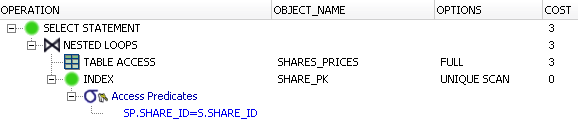 OPERATION OBJECT_NAME OPTIONS COST
SELECT STATEMENT 3
NESTED LOOPS 3
TABLE ACCESS SHARES_PRICES FULL 3
INDEX SHARE_PK UNIQUE SCAN 0
Access Predicates
SP.SHARE_ID=S.SHARE_ID